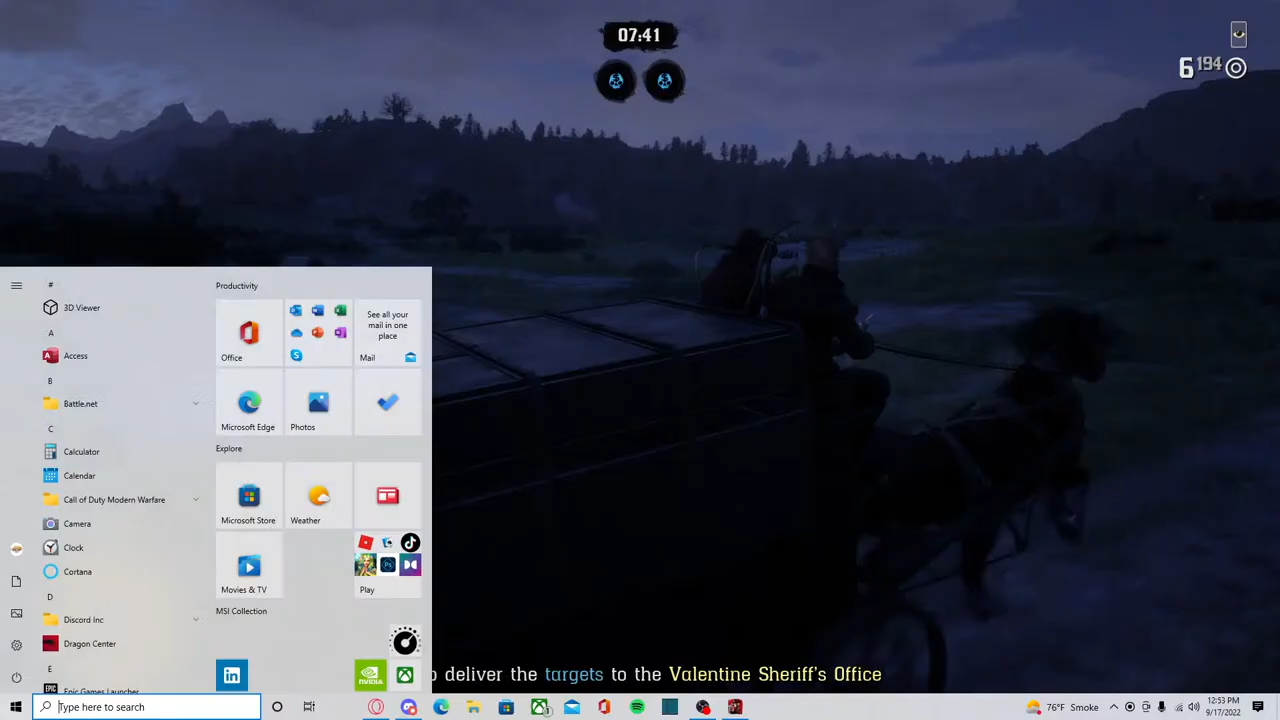 07:41
6 194
#
3D Viewer
A
Access
B
Battle.net
C
Calculator
Calendar
Call of Duty Modern Warfare
Camera
Clock
Cortana
D
Discord Inc
Dragon Center
E
Epic Games Launcher
Productivity
Office
See all your
mail in one
place
Mail
Microsoft Edge
Photos
Explore
Microsoft Store
Weather
Movies & TV
Play
MSI Collection
NVIDIA
o deliver the targets to the Valentine Sheriff's Office
Type here to search
76°F Smoke
12:53 PM
9/17/2022